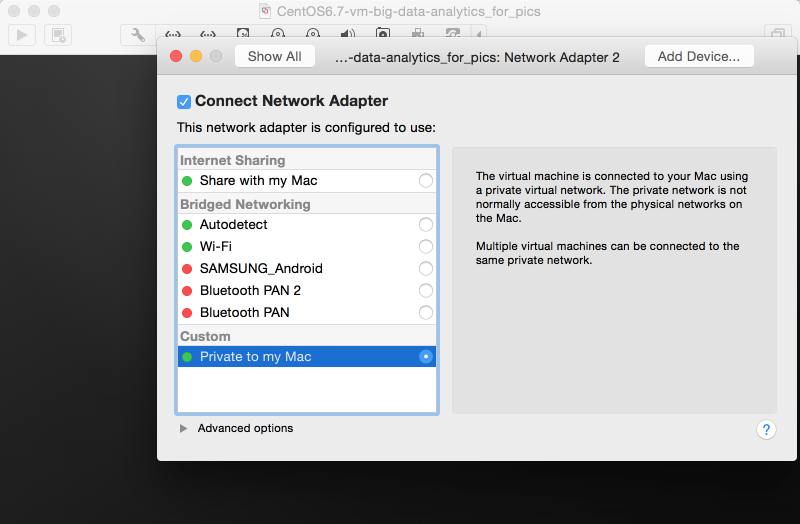 CentOS6.7-vm-big-data-analytics_for_pics
Show All
...-data-analytics_for_pics: Network Adapter 2
Add Device...
Connect Network Adapter
This network adapter is configured to use:
Internet Sharing
Share with my Mac
Bridged Networking
Autodetect
Wi-Fi
SAMSUNG_Android
Bluetooth PAN 2
Bluetooth PAN
Custom
Private to my Mac
Advanced options
The virtual machine is connected to your Mac using
a private virtual network. The private network is not
normally accessible from the physical networks on
the Mac.
Multiple virtual machines can be connected to the
same private network.
?